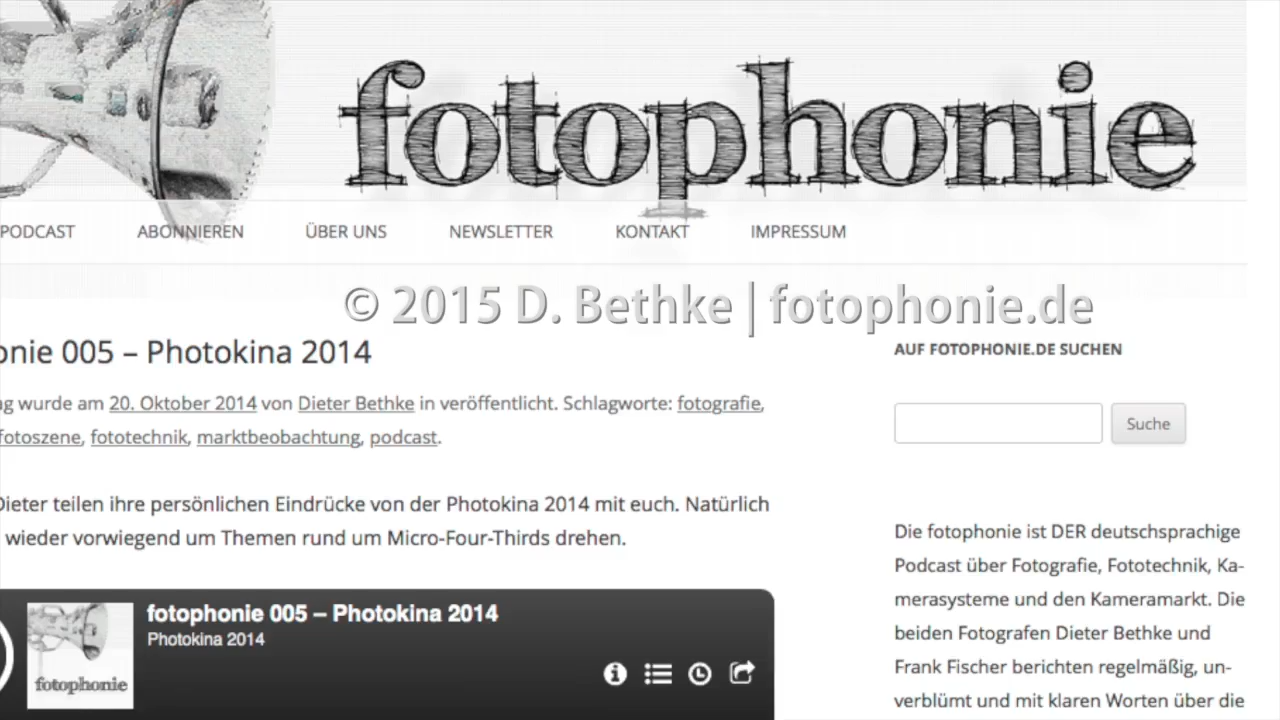 fotophonie
PODCAST ABONNIEREN ÜBER UNS NEWSLETTER KONTAKT IMPRESSUM
© 2015 D. Bethke | fotophonie.de
onie 005 – Photokina 2014
ag wurde am 20. Oktober 2014 von Dieter Bethke in veröffentlicht. Schlagworte: fotografie,
fotoszene, fototechnik, marktbeobachtung, podcast.
Dieter teilen ihre persönlichen Eindrücke von der Photokina 2014 mit euch. Natürlich
wieder vorwiegend um Themen rund um Micro-Four-Thirds drehen.
fotophonie 005 – Photokina 2014
Photokina 2014
fotophonie
AUF FOTOPHONIE.DE SUCHEN
Suche
Die fotophonie ist DER deutschsprachige
Podcast über Fotografie, Fototechnik, Ka-
merasysteme und den Kameramarkt. Die
beiden Fotografen Dieter Bethke und
Frank Fischer berichten regelmäßig, un-
verblümt und mit klaren Worten über die